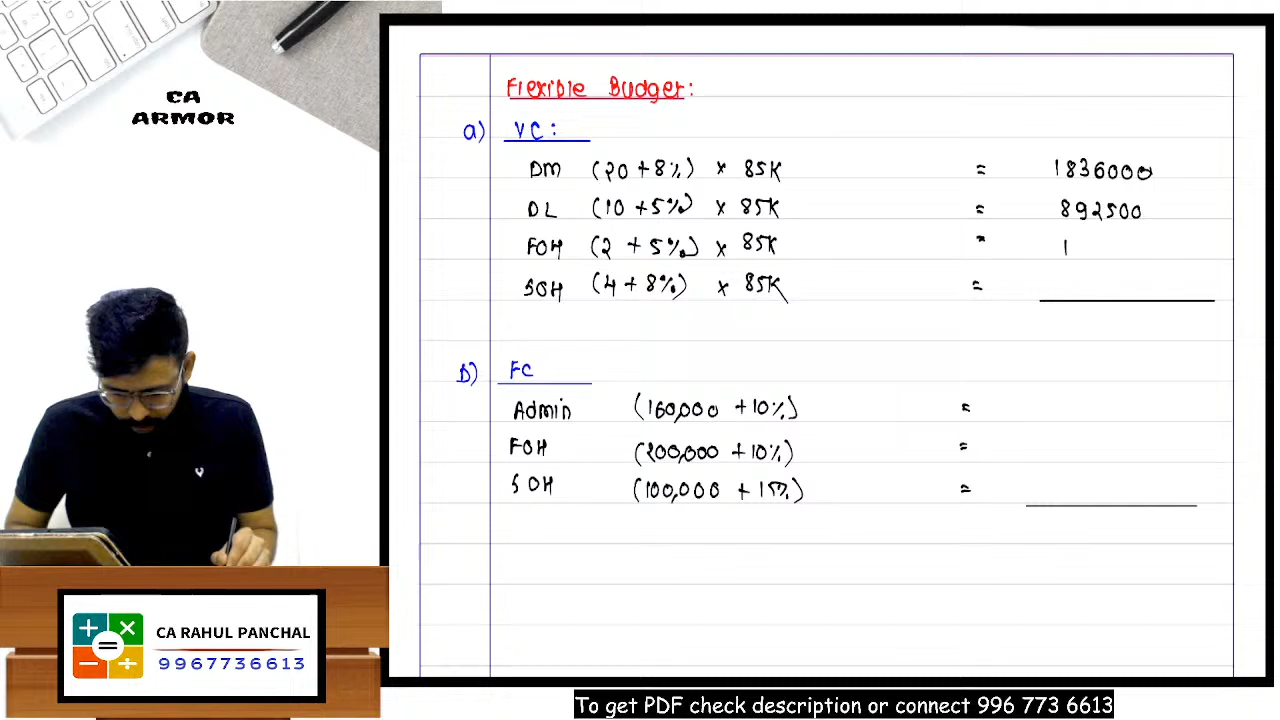 CA
ARMOR
Flexible Budget:
a) VC:
DM (20 + 8%) × 85K = 1836000
DL (10 + 5%) × 85K = 892500
FOH (2 + 5%) × 85K = 1
SOH (4 + 8%) × 85K =
b) FC
Admin (160,000 + 10%) =
FOH (200,000 + 10%) =
SOH (100,000 + 15%) =
CA RAHUL PANCHAL
9967736613
To get PDF check description or connect 996 773 6613